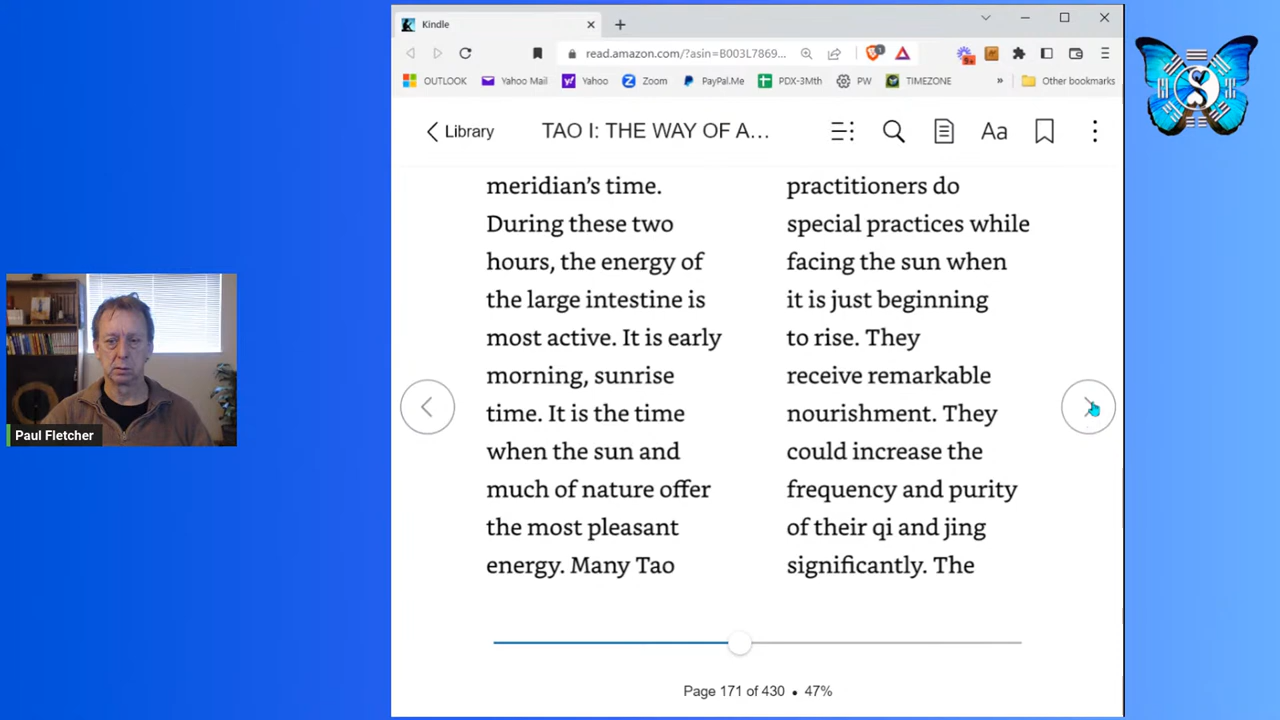 Kindle
read.amazon.com/?asin=B003L7869...
OUTLOOK
Yahoo Mail
Yahoo
Zoom
PayPal.Me
PDX-3Mth
PW
TIMEZONE
»
Other bookmarks
Library
TAO I: THE WAY OF A...
Aa
meridian’s time.
During these two
hours, the energy of
the large intestine is
most active. It is early
morning, sunrise
time. It is the time
when the sun and
much of nature offer
the most pleasant
energy. Many Tao
practitioners do
special practices while
facing the sun when
it is just beginning
to rise. They
receive remarkable
nourishment. They
could increase the
frequency and purity
of their qi and jing
significantly. The
Page 171 of 430 • 47%
Paul Fletcher
S